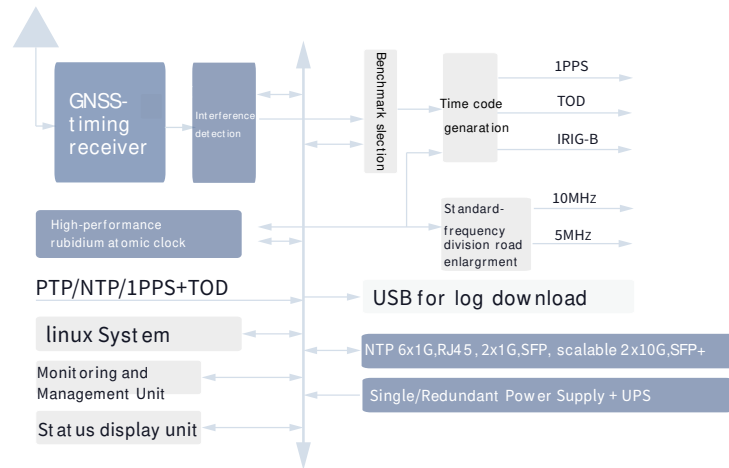 GNSS-
timing
receiver
Interference
detection
Benchmark slection
Time code
genaration
1PPS
TOD
IRIG-B
High-performance
rubidium atomic clock
Standard-
frequency
division road
enlargrment
10MHz
5MHz
PTP/NTP/1PPS+TOD
USB for log download
linux System
NTP 6x1G,RJ45, 2x1G,SFP, scalable 2x10G,SFP+
Monitoring and
Management Unit
Single/Redundant Power Supply + UPS
Status display unit